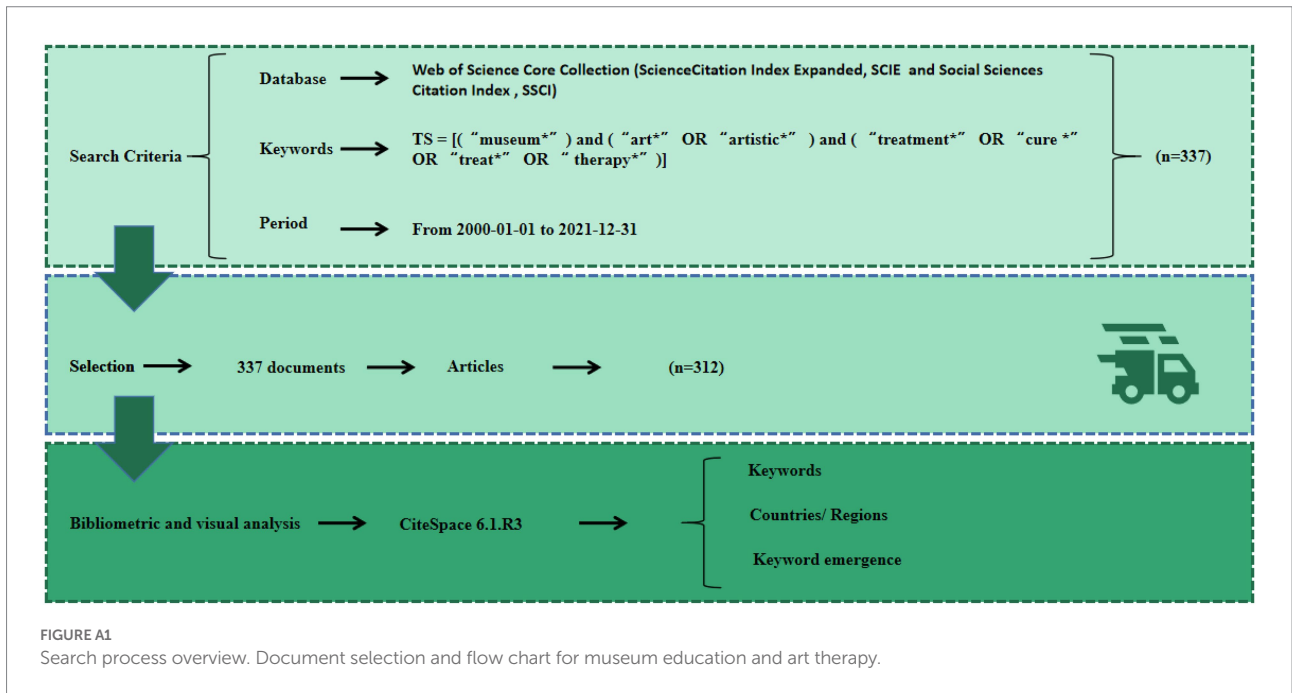 Database
Web of Science Core Collection (ScienceCitation Index Expanded, SCIE and Social Sciences
Citation Index , SSCI)
Search Criteria
Keywords
TS = [( “museum*” ) and ( “art*” OR “artistic*” ) and ( “treatment*” OR “cure *”
OR “treat*” OR “ therapy*” )]
(n=337)
Period
From 2000-01-01 to 2021-12-31
Selection
337 documents
Articles
(n=312)
Bibliometric and visual analysis
CiteSpace 6.1.R3
Keywords
Countries/ Regions
Keyword emergence
FIGURE A1
Search process overview. Document selection and flow chart for museum education and art therapy.